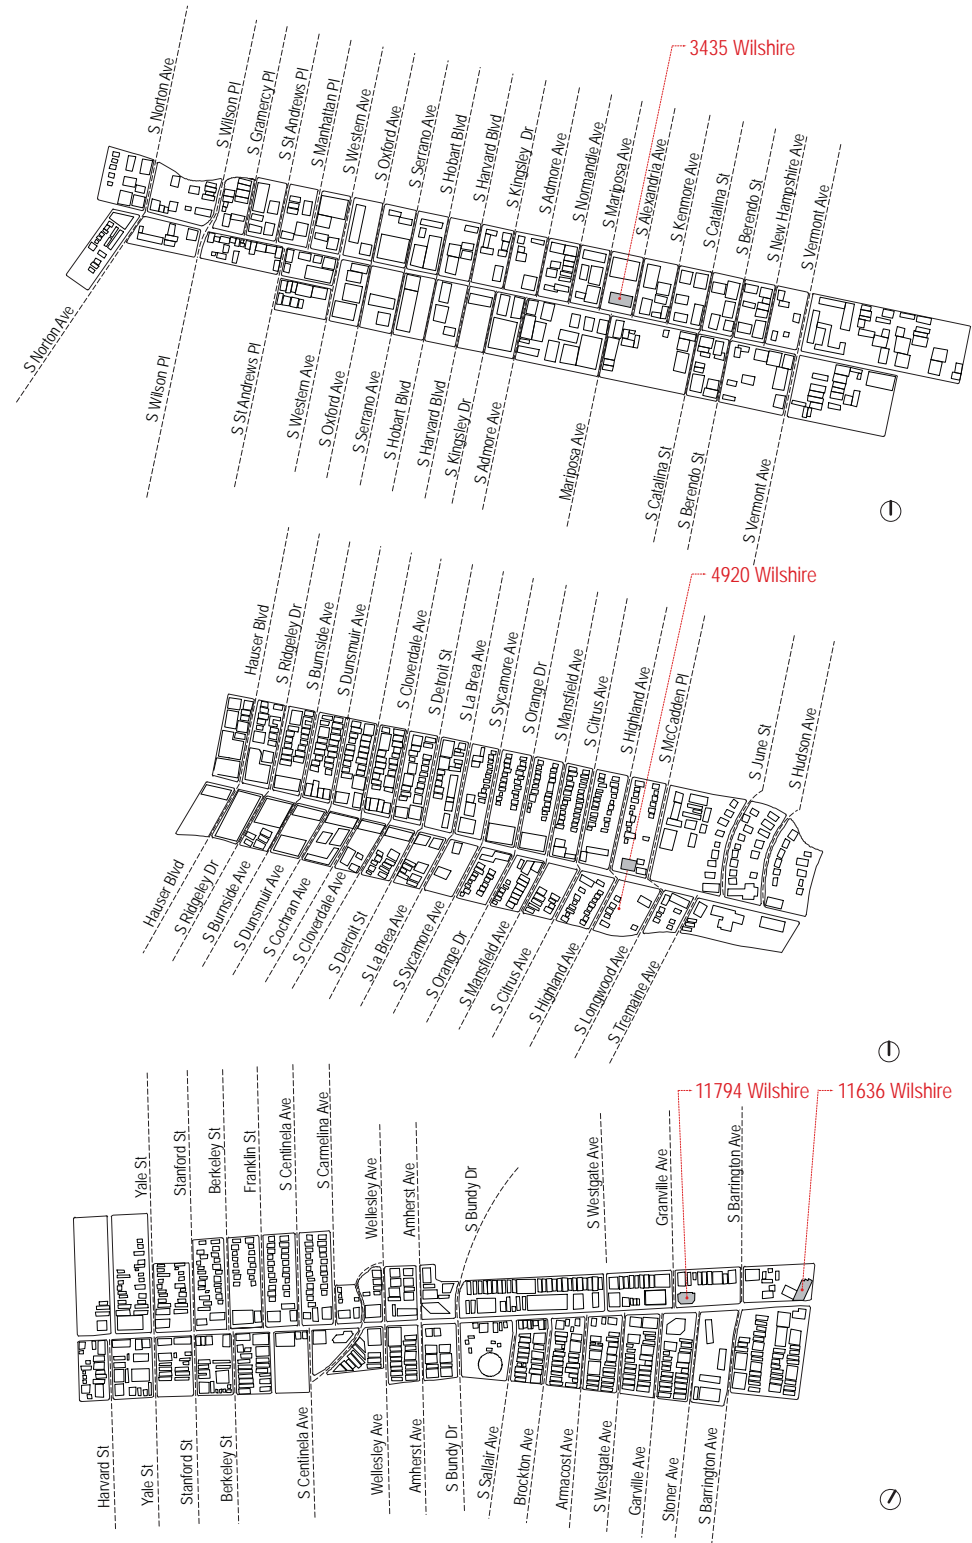 3435 Wilshire
S Norton Ave
S Wilson Pl
S Gramercy Pl
S St Andrews Pl
S Manhattan Pl
S Western Ave
S Oxford Ave
S Serrano Ave
S Hobart Blvd
S Harvard Blvd
S Kingsley Dr
S Admore Ave
S Normandie Ave
S Mariposa Ave
S Alexandria Ave
S Kenmore Ave
S Catalina St
S Berendo St
S New Hampshire Ave
S Vermont Ave
S Norton Ave
S Wilson Pl
S St Andrews Pl
S Western Ave
S Oxford Ave
S Serrano Ave
S Hobart Blvd
S Harvard Blvd
S Kingsley Dr
S Admore Ave
Mariposa Ave
S Catalina St
S Berendo St
S Vermont Ave
4920 Wilshire
Hauser Blvd
S Ridgeley Dr
S Burnside Ave
S Dunsmuir Ave
S Cloverdale Ave
S Detroit St
S La Brea Ave
S Sycamore Ave
S Orange Dr
S Mansfield Ave
S Citrus Ave
S Highland Ave
S McCadden Pl
S June St
S Hudson Ave
Hauser Blvd
S Ridgeley Dr
S Burnside Ave
S Dunsmuir Ave
S Cochran Ave
S Cloverdale Ave
S Detroit St
S La Brea Ave
S Sycamore Ave
S Orange Dr
S Mansfield Ave
S Citrus Ave
S Highland Ave
S Longwood Ave
S Tremaine Ave
11794 Wilshire
11636 Wilshire
Yale St
Stanford St
Berkeley St
Franklin St
S Centinela Ave
S Carmelina Ave
Wellesley Ave
Amherst Ave
S Bundy Dr
S Westgate Ave
Granville Ave
S Barrington Ave
Harvard St
Yale St
Stanford St
Berkeley St
S Centinela Ave
Wellesley Ave
Amherst Ave
S Bundy Dr
S Sallair Ave
Brockton Ave
Armacost Ave
S Westgate Ave
Garville Ave
Stoner Ave
S Barrington Ave